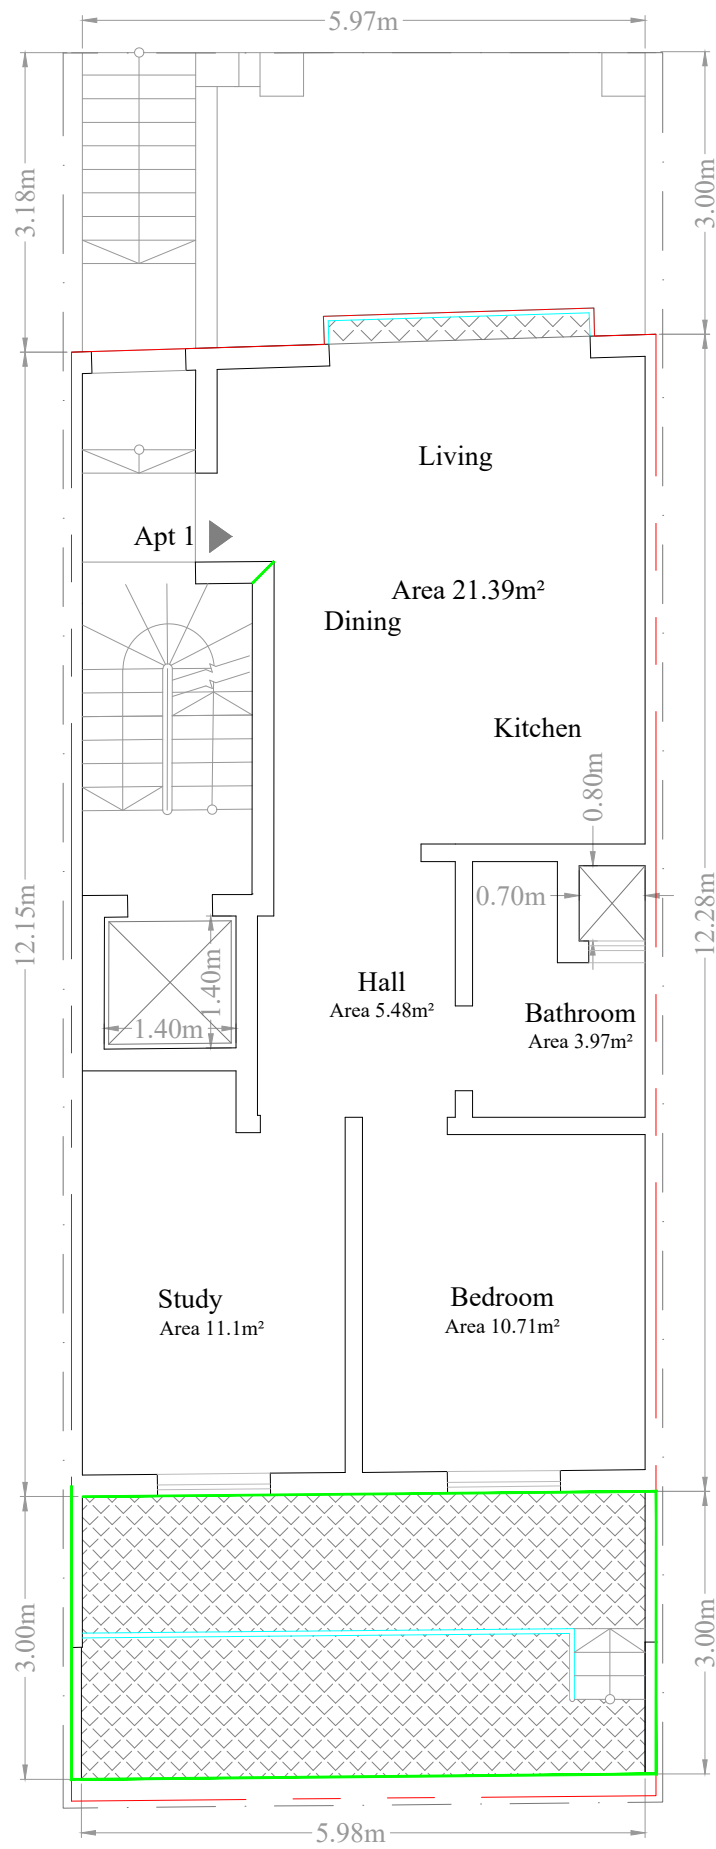 5.97m
3.18m
3.00m
Living
Apt 1
Area 21.39m²
Dining
Kitchen
0.80m
0.70m
12.15m
12.28m
1.40m
1.40m
Hall
Area 5.48m²
Bathroom
Area 3.97m²
Study
Area 11.1m²
Bedroom
Area 10.71m²
3.00m
3.00m
5.98m